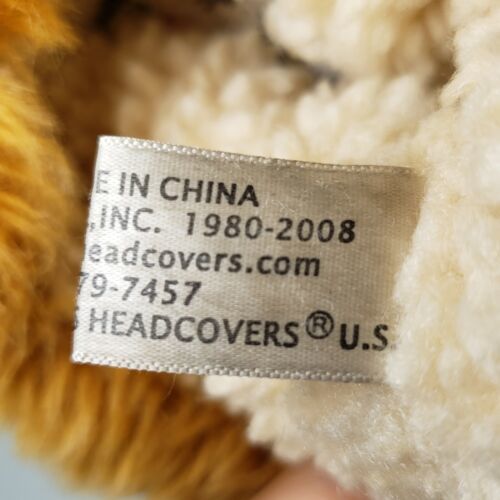 E IN CHINA
,INC. 1980-2008
eadcovers.com
79-7457
S HEADCOVERS® U.S.